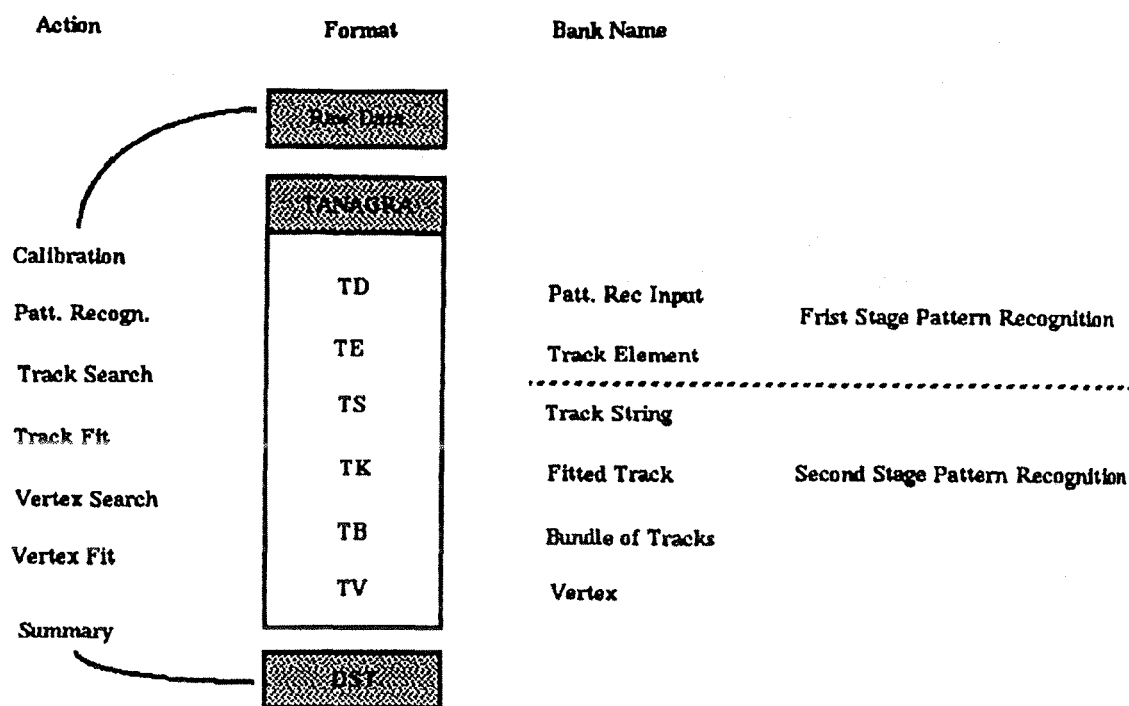 Action Format Bank Name
Raw Data
TANAGRA
Calibration
TD Patt. Rec Input
Patt. Recogn. Frist Stage Pattern Recognition
TE Track Element
Track Search
TS Track String
Track Fit
TK Fitted Track Second Stage Pattern Recognition
Vertex Search
TB Bundle of Tracks
Vertex Fit
TV Vertex
Summary
DST